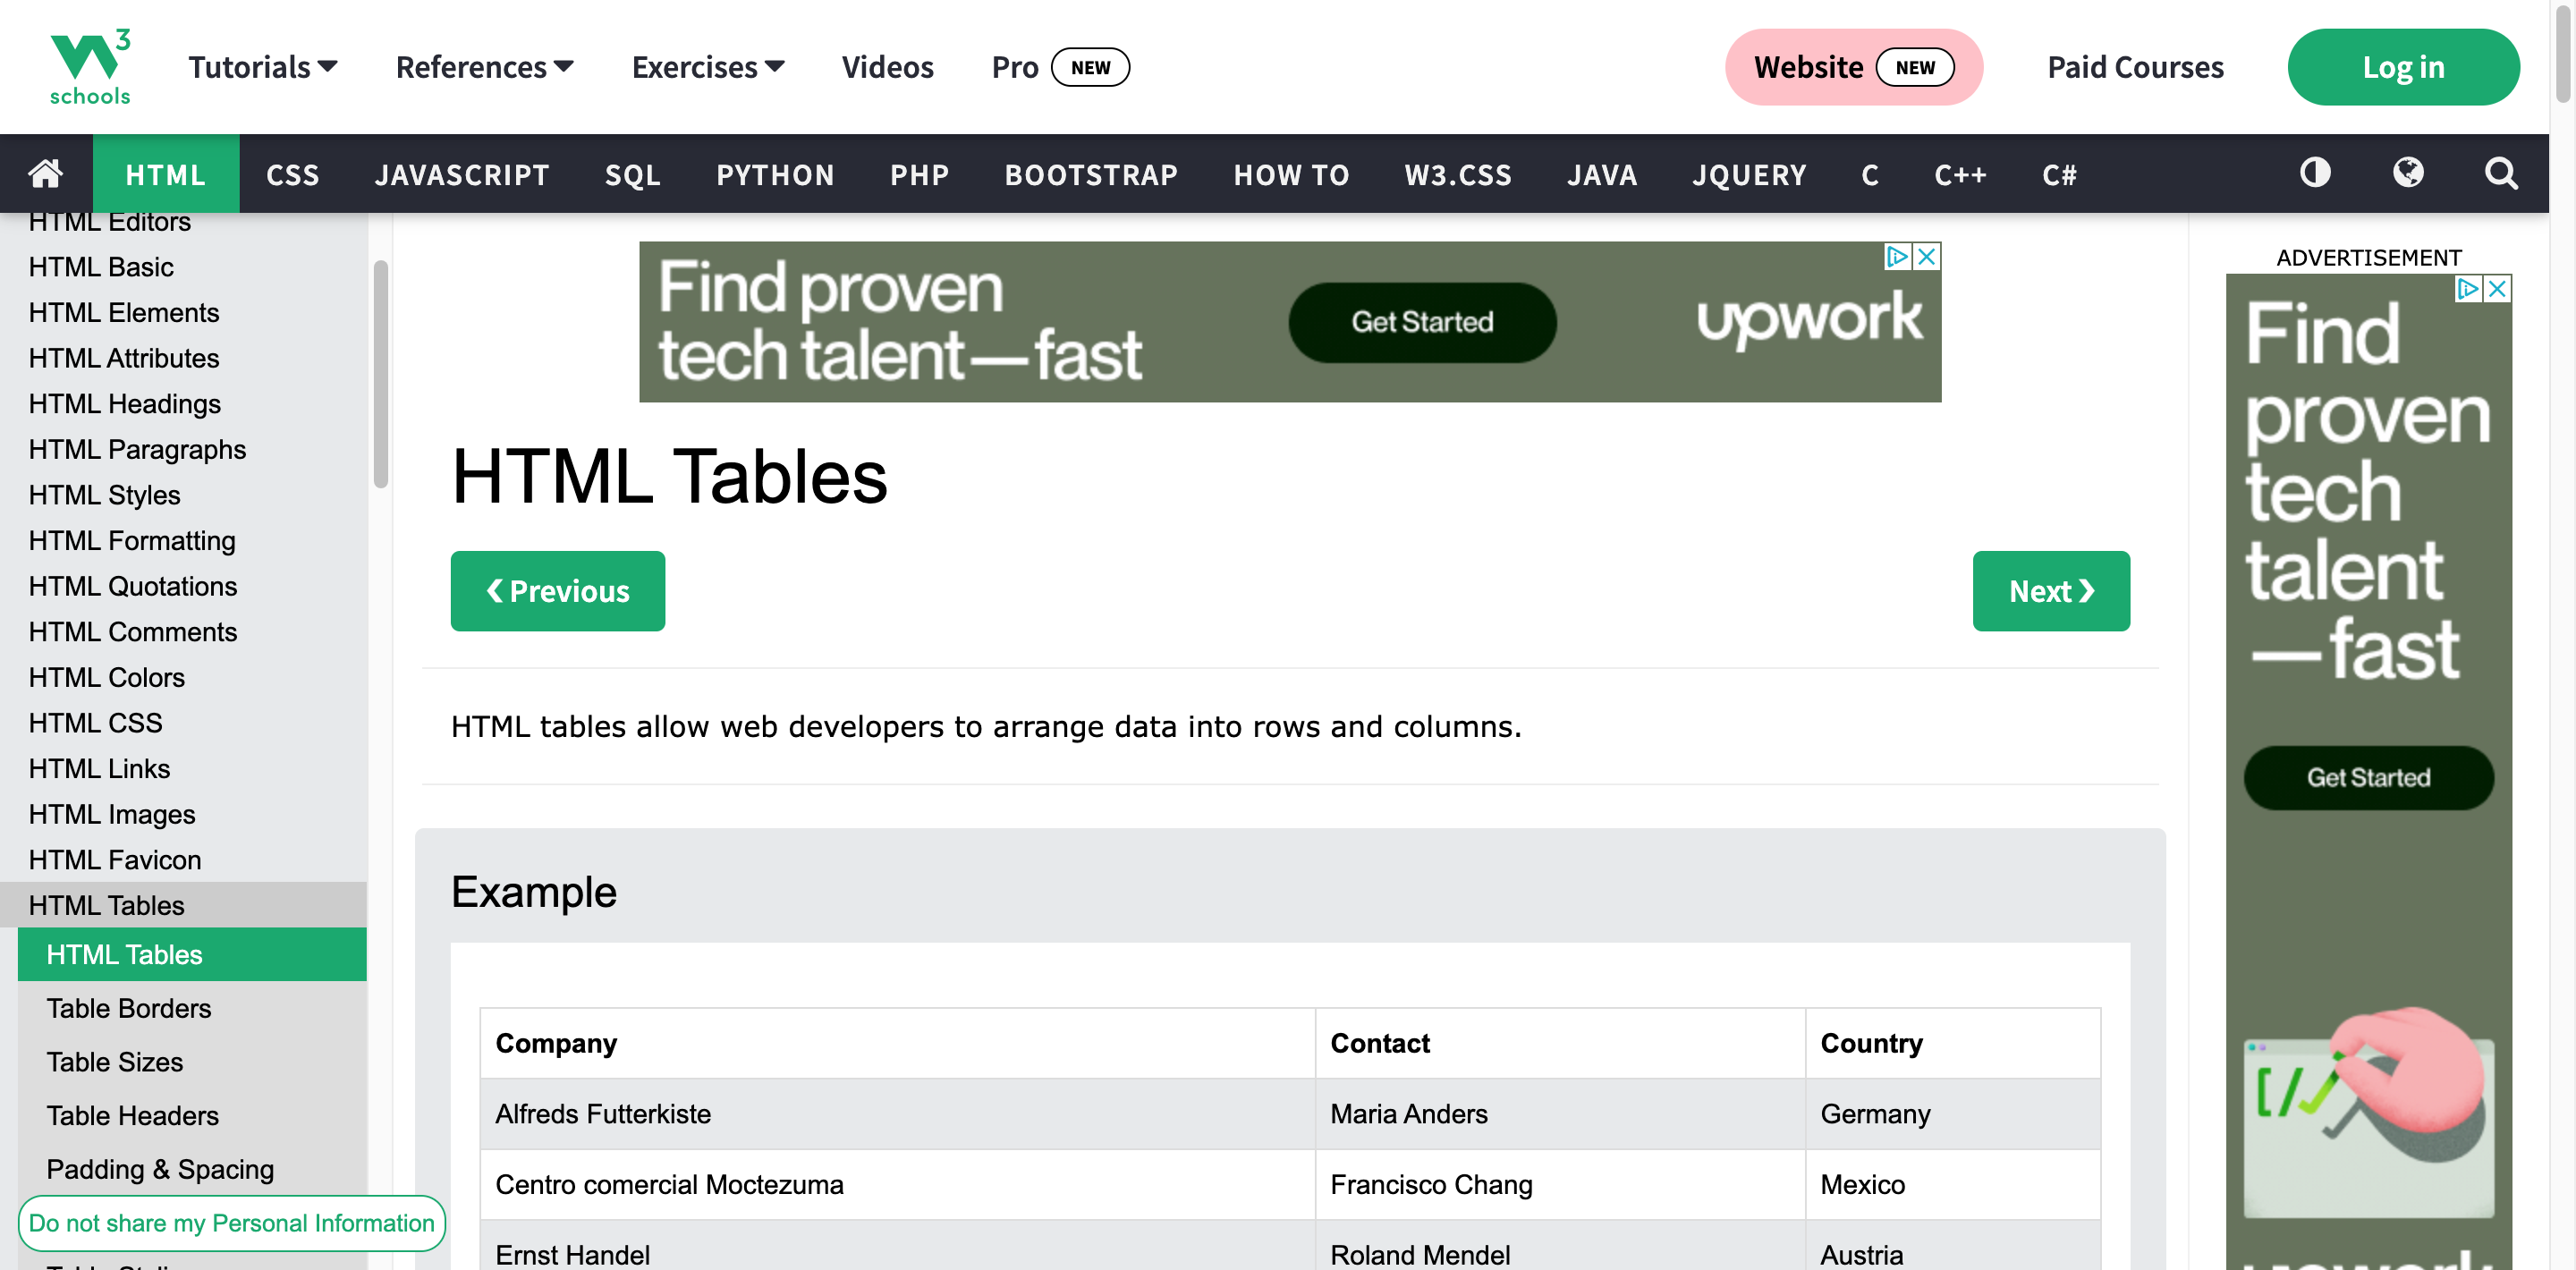 3
schools
Tutorials
References
Exercises
Videos
Pro NEW
Website NEW
Paid Courses
Log in
HTML
CSS
JAVASCRIPT
SQL
PYTHON
PHP
BOOTSTRAP
HOW TO
W3.CSS
JAVA
JQUERY
C
C++
C#
HTML Editors
HTML Basic
HTML Elements
HTML Attributes
HTML Headings
HTML Paragraphs
HTML Styles
HTML Formatting
HTML Quotations
HTML Comments
HTML Colors
HTML CSS
HTML Links
HTML Images
HTML Favicon
HTML Tables
HTML Tables
Table Borders
Table Sizes
Table Headers
Padding & Spacing
Do not share my Personal Information
Find proven
tech talent—fast
Get Started
upwork
HTML Tables
❮ Previous
Next ❯
HTML tables allow web developers to arrange data into rows and columns.
Example
Company Contact Country
Alfreds Futterkiste Maria Anders Germany
Centro comercial Moctezuma Francisco Chang Mexico
Ernst Handel Roland Mendel Austria
ADVERTISEMENT
Find
proven
tech
talent
—fast
Get Started
[/
upwork